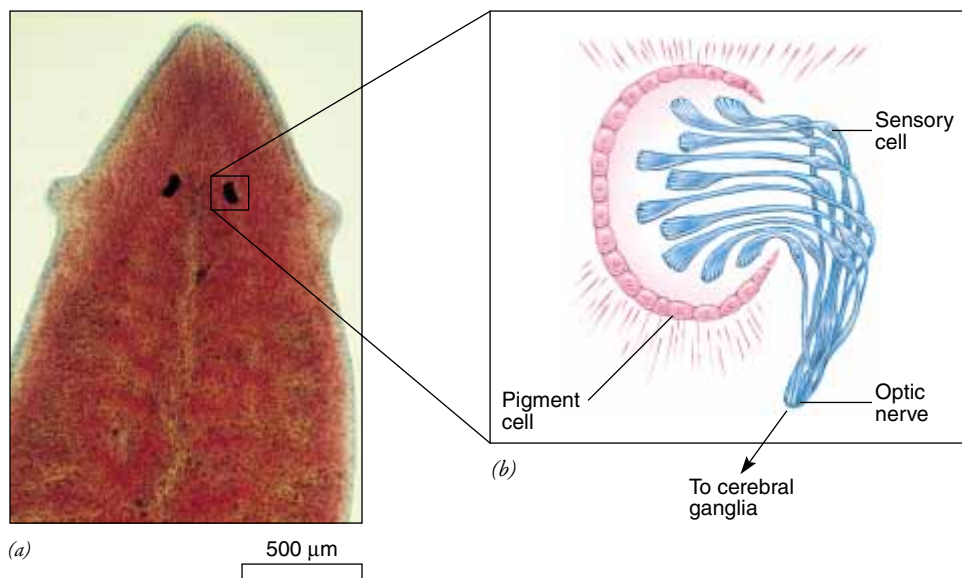 Sensory
cell
Pigment
cell
Optic
nerve
(b)
To cerebral
ganglia
(a)
500 μm